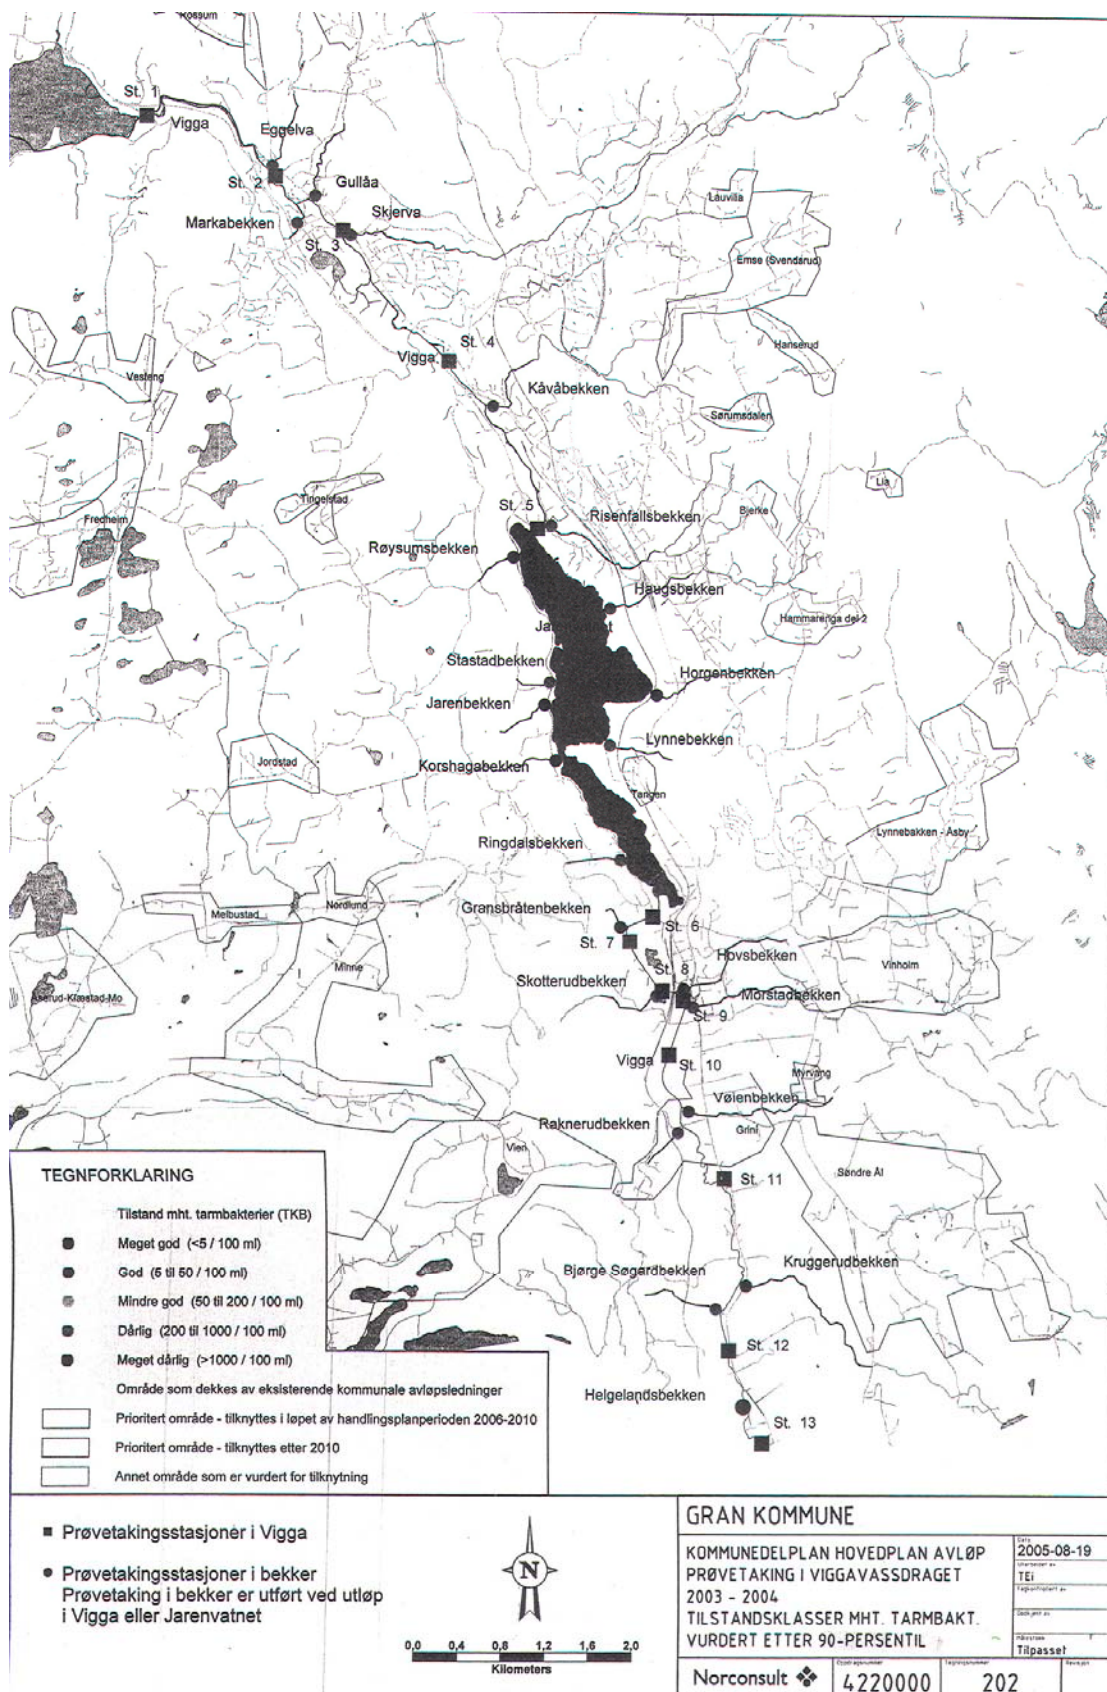 Rossum
St. 1
Vigga
Eggelva
St. 2
Gullåa
Markabekken
Skjerva
St. 3
Lauvilla
Emse (Svendsrud)
Hanserud
St. 4
Vigga
Vesteng
Kåvåbekken
Sørumsdalen
Lia
Tingelstad
Bjerke
St. 5
Risenfallsbekken
Fredheim
Røysumsbekken
Haugsbekken
Hammarenga del 2
Stastadbekken
Horgenbekken
Jarenbekken
Lynnebekken
Jordstad
Korshagabekken
Tangen
Lynnebakken - Åsby
Ringdalsbekken
Melbustad
Nordlund
Gransbråtenbekken
St. 6
St. 7
Hovsbekken
Vinholm
Minne
St. 8
Skotterudbekken
Morstadbekken
St. 9
Vigga
St. 10
Myrvang
Vøienbekken
Raknerudbekken
Grini
Vien
Søndre Ål
St. 11
Bjørge Søgardbekken
Kruggerudbekken
St. 12
Helgelandsbekken
St. 13
TEGNFORKLARING
Tilstand mht. tarmbakterier (TKB)
Meget god (<5 / 100 ml)
God (5 til 50 / 100 ml)
Mindre god (50 til 200 / 100 ml)
Dårlig (200 til 1000 / 100 ml)
Meget dårlig (>1000 / 100 ml)
Område som dekkes av eksisterende kommunale avløpsledninger
Prioritert område - tilknyttes i løpet av handlingsplanperioden 2006-2010
Prioritert område - tilknyttes etter 2010
Annet område som er vurdert for tilknytning
Prøvetakingsstasjoner i Vigga
Prøvetakingsstasjoner i bekker
Prøvetaking i bekker er utført ved utløp
i Vigga eller Jarenvatnet
N
0,0 0,4 0,8 1,2 1,6 2,0
Kilometers
GRAN KOMMUNE
KOMMUNEDELPLAN HOVEDPLAN AVLØP
PRØVETAKING I VIGGAVASSDRAGET
2003 - 2004
TILSTANDSKLASSER MHT. TARMBAKT.
VURDERT ETTER 90-PERSENTIL
2005-08-19
TEi
Tilpasset
Norconsult
4220000
202